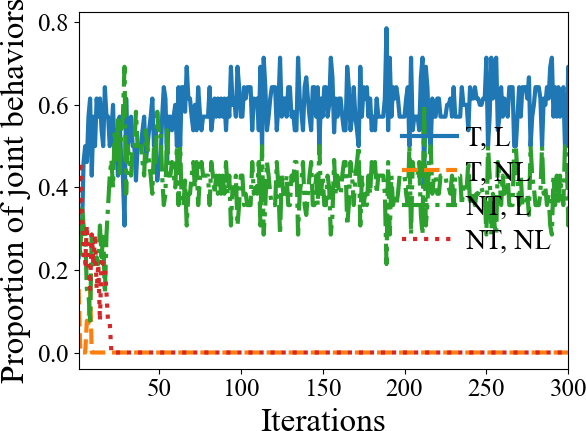 Proportion of joint behaviors
0.8
0.6
0.4
0.2
0.0
T, L
T, NL
NT, L
NT, NL
50
100
150
200
250
300
Iterations